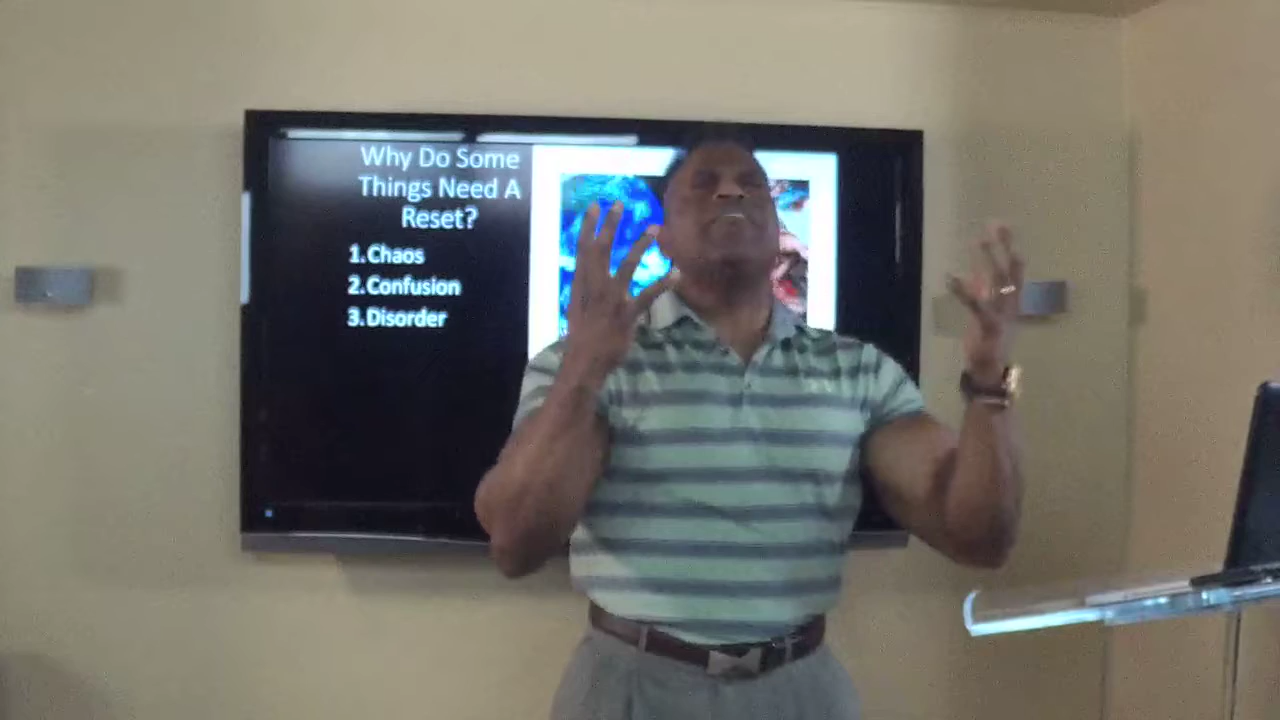 Why Do Some
Things Need A
Reset?
1. Chaos
2. Confusion
3. Disorder